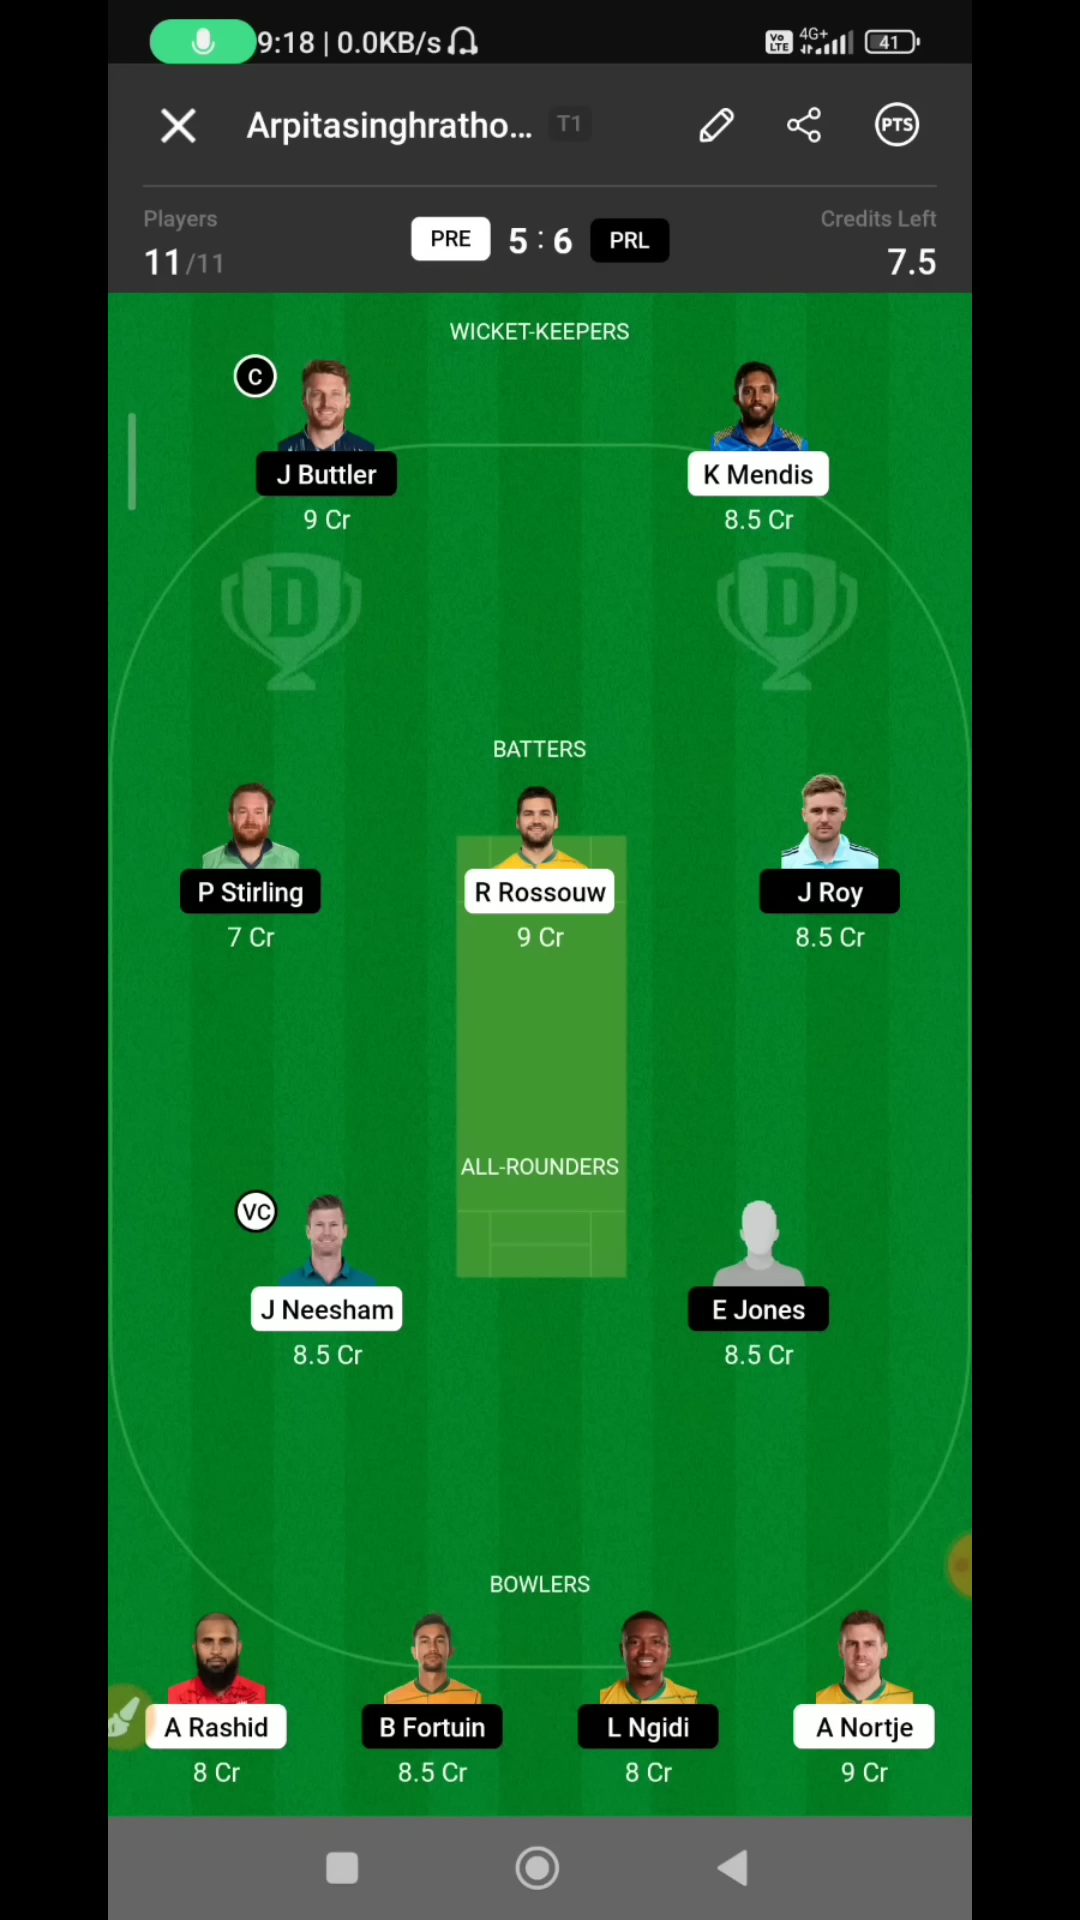 9:18 | 0.0KB/s
Vo LTE 4G+ 41
Arpitasinghratho... T1 PTS
Players
11/11
PRE 5 : 6 PRL
Credits Left
7.5
WICKET-KEEPERS
C
J Buttler K Mendis
9 Cr 8.5 Cr
D D
BATTERS
P Stirling R Rossouw J Roy
7 Cr 9 Cr 8.5 Cr
ALL-ROUNDERS
VC
J Neesham E Jones
8.5 Cr 8.5 Cr
BOWLERS
A Rashid B Fortuin L Ngidi A Nortje
8 Cr 8.5 Cr 8 Cr 9 Cr